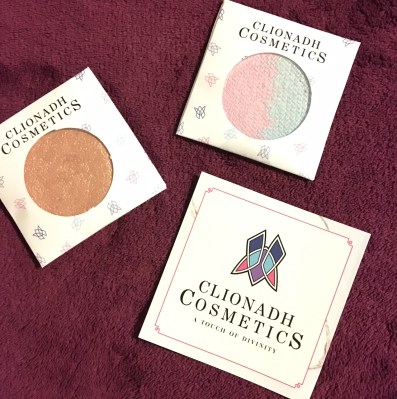 CLIONADH
COSMETICS
CLIONADH
COSMETICS
CLIONADH
COSMETICS
A TOUCH OF DIVINITY